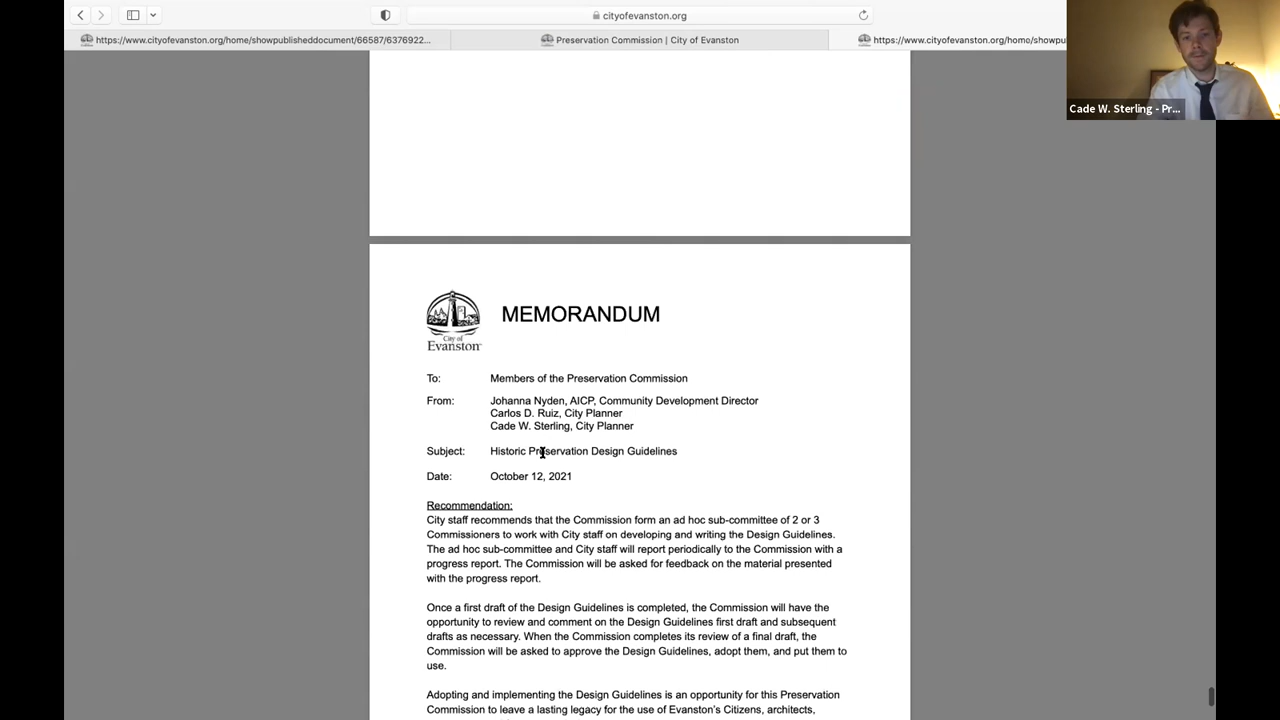 cityofevanston.org
https://www.cityofevanston.org/home/showpublisheddocument/66587/6376922...
Preservation Commission | City of Evanston
https://www.cityofevanston.org/home/showpu
Cade W. Sterling - Pr...
City of
Evanston
MEMORANDUM
To: Members of the Preservation Commission
From: Johanna Nyden, AICP, Community Development Director
Carlos D. Ruiz, City Planner
Cade W. Sterling, City Planner
Subject: Historic Preservation Design Guidelines
Date: October 12, 2021
Recommendation:
City staff recommends that the Commission form an ad hoc sub-committee of 2 or 3
Commissioners to work with City staff on developing and writing the Design Guidelines.
The ad hoc sub-committee and City staff will report periodically to the Commission with a
progress report. The Commission will be asked for feedback on the material presented
with the progress report.
Once a first draft of the Design Guidelines is completed, the Commission will have the
opportunity to review and comment on the Design Guidelines first draft and subsequent
drafts as necessary. When the Commission completes its review of a final draft, the
Commission will be asked to approve the Design Guidelines, adopt them, and put them to
use.
Adopting and implementing the Design Guidelines is an opportunity for this Preservation
Commission to leave a lasting legacy for the use of Evanston's Citizens, architects,